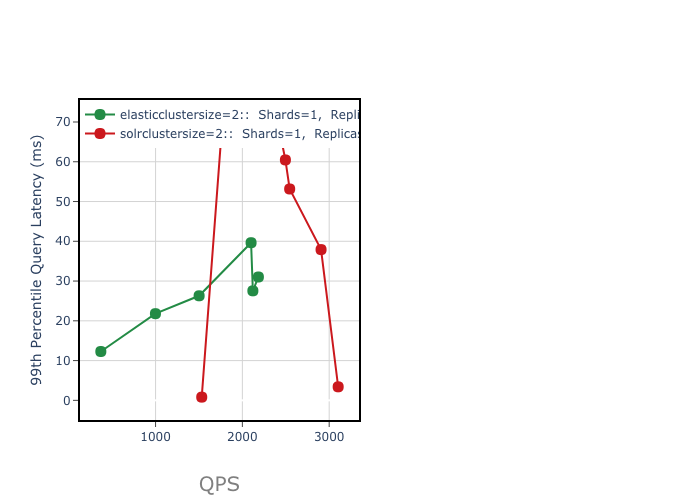 elasticclustersize=2:: Shards=1, Repli
solrclustersize=2:: Shards=1, Replicas
99th Percentile Query Latency (ms)
70
60
50
40
30
20
10
0
1000 2000 3000
QPS